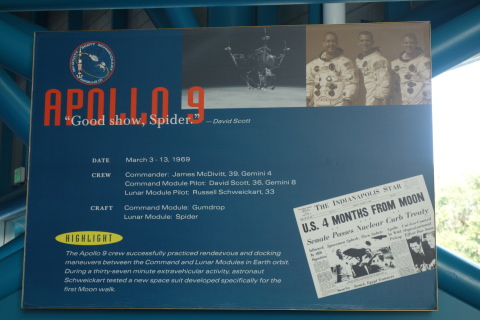 APOLLO 9
"Good show, Spider." — David Scott
DATE March 3 - 13, 1969
CREW Commander: James McDivitt, 39, Gemini 4
Command Module Pilot: David Scott, 36, Gemini 8
Lunar Module Pilot: Russell Schweickart, 33
CRAFT Command Module: Gumdrop
Lunar Module: Spider
HIGHLIGHT
The Apollo 9 crew successfully practiced rendezvous and docking
maneuvers between the Command and Lunar Modules in Earth orbit.
During a thirty-seven minute extravehicular activity, astronaut
Schweickart tested a new space suit developed specifically for the
first Moon walk.
THE INDIANAPOLIS STAR
U.S. 4 MONTHS FROM MOON
Senate Passes Nuclear Curb Treaty